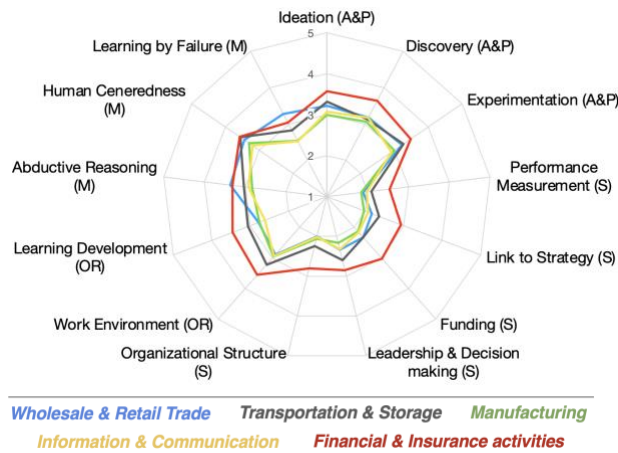 Ideation (A&P)
Learning by Failure (M)
Discovery (A&P)
Human Ceneredness
(M)
Experimentation (A&P)
Abductive Reasoning
(M)
Performance
Measurement (S)
Learning Development
(OR)
Link to Strategy (S)
Work Environment (OR)
Funding (S)
Organizational Structure
(S)
Leadership & Decision
making (S)
5
4
3
2
1
Wholesale & Retail Trade Transportation & Storage Manufacturing
Information & Communication Financial & Insurance activities